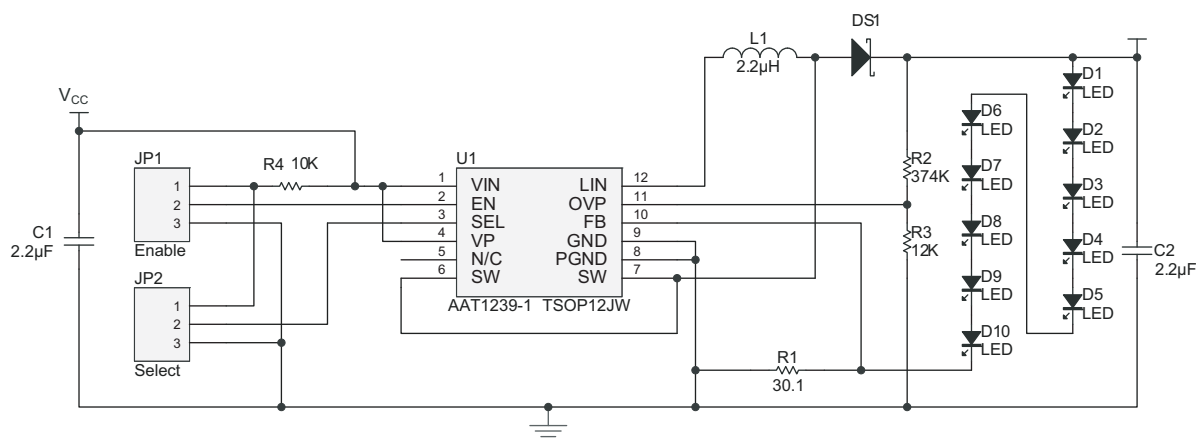 DS1
L1
2.2µH
D1
LED
VCC
D6
LED
D2
LED
JP1
R4 10K
U1
R2
374K
D7
LED
1
2
3
1 VIN LIN 12
2 EN OVP 11
3 SEL FB 10
4 VP GND 9
5 N/C PGND 8
6 SW SW 7
D3
LED
C1
2.2µF
Enable
R3
12K
D8
LED
D4
LED
C2
2.2µF
JP2
1
2
3
Select
AAT1239-1 TSOP12JW
D9
LED
D5
LED
D10
LED
R1
30.1